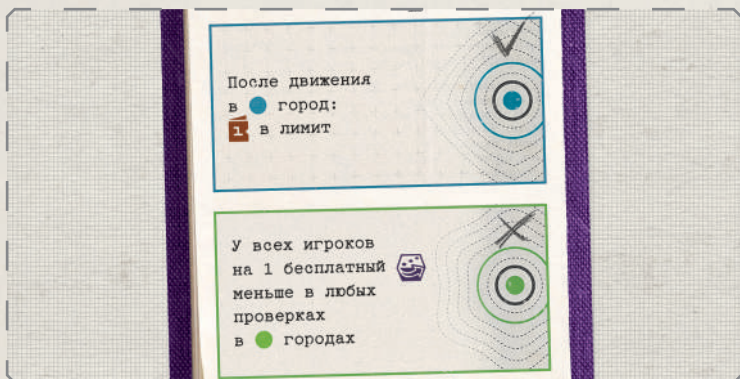 После движения
в город:
1 в лимит
У всех игроков
на 1 бесплатный
меньше в любых
проверках
в городах